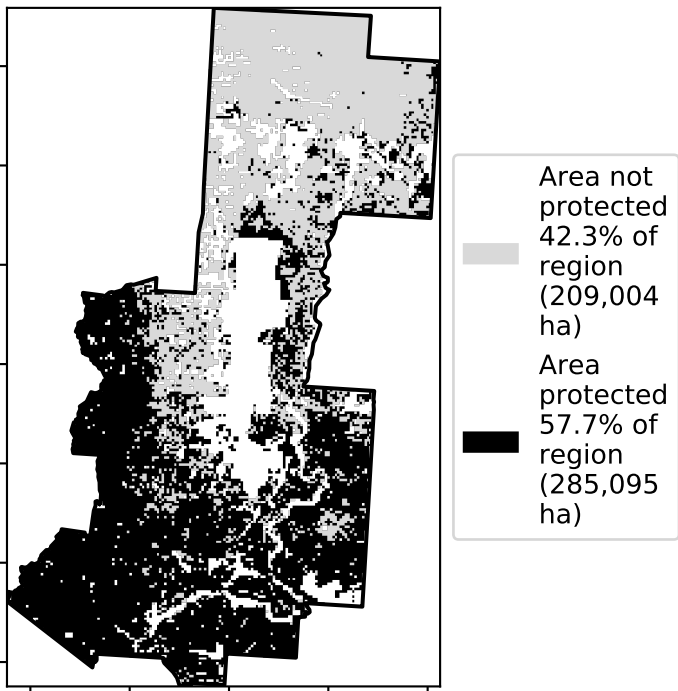 Area not
protected
42.3% of
region
(209,004
ha)
Area
protected
57.7% of
region
(285,095
ha)